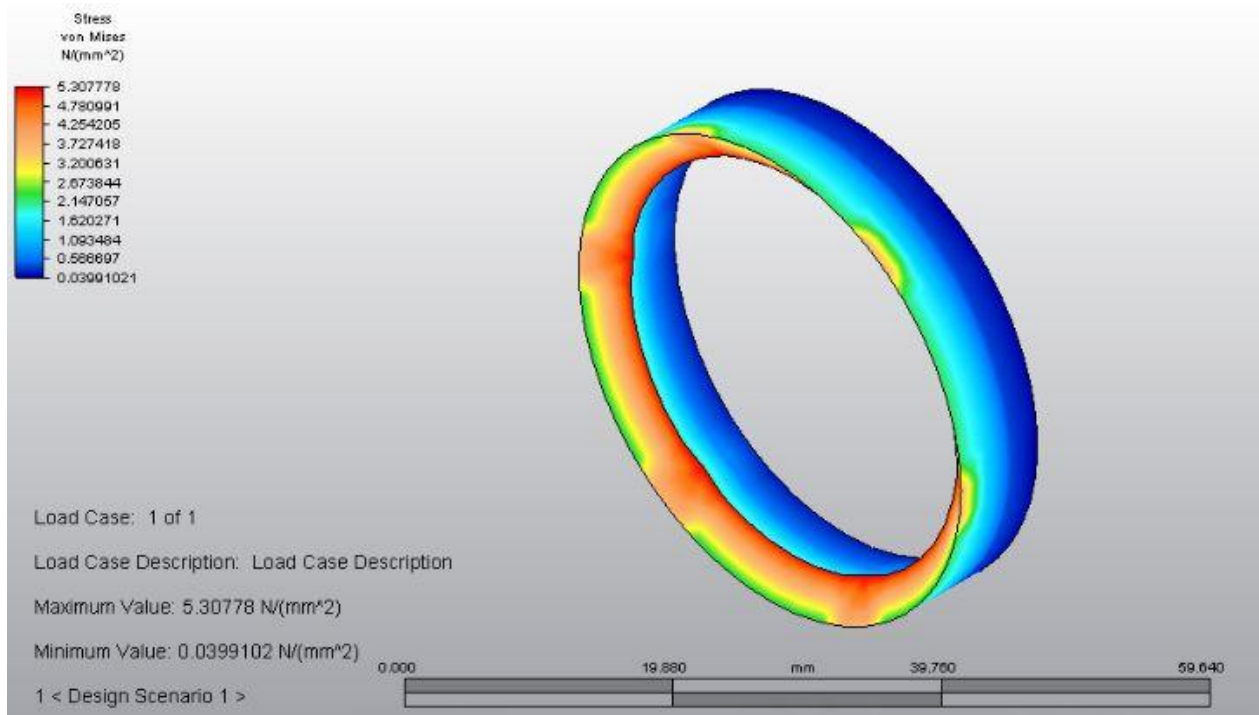 Stress
von Mises
N/(mm^2)
5.307778
4.780991
4.254205
3.727418
3.200631
2.673844
2.147057
1.620271
1.093484
0.566697
0.03991021
Load Case: 1 of 1
Load Case Description: Load Case Description
Maximum Value: 5.30778 N/(mm^2)
Minimum Value: 0.0399102 N/(mm^2)
0.000 19.880 mm 39.760 59.640
1 < Design Scenario 1 >